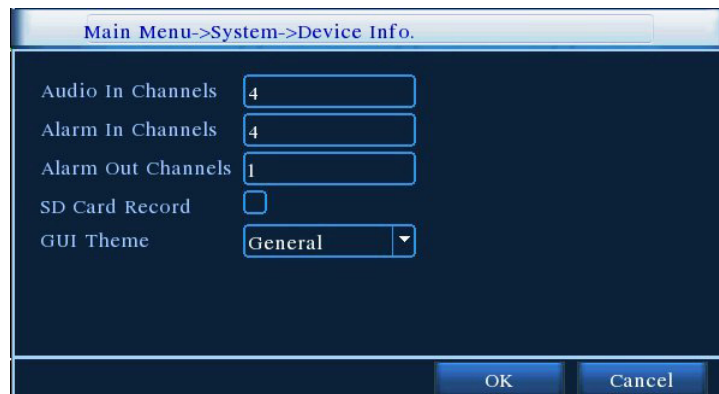 Main Menu->System->Device Info.
Audio In Channels 4
Alarm In Channels 4
Alarm Out Channels 1
SD Card Record
GUI Theme General
OK Cancel